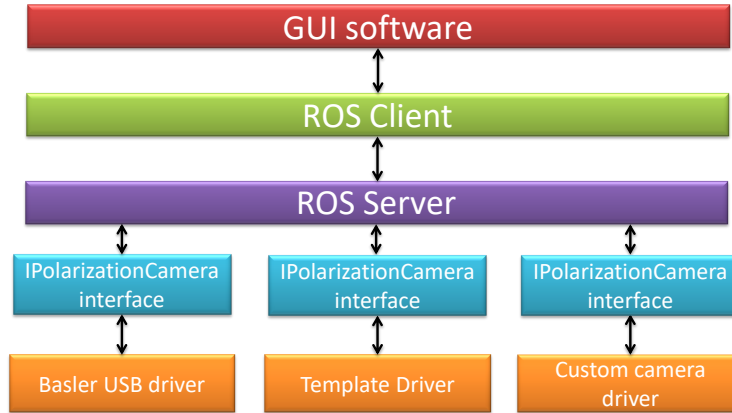 GUI software
ROS Client
ROS Server
IPolarizationCamera
interface
IPolarizationCamera
interface
IPolarizationCamera
interface
Basler USB driver
Template Driver
Custom camera
driver